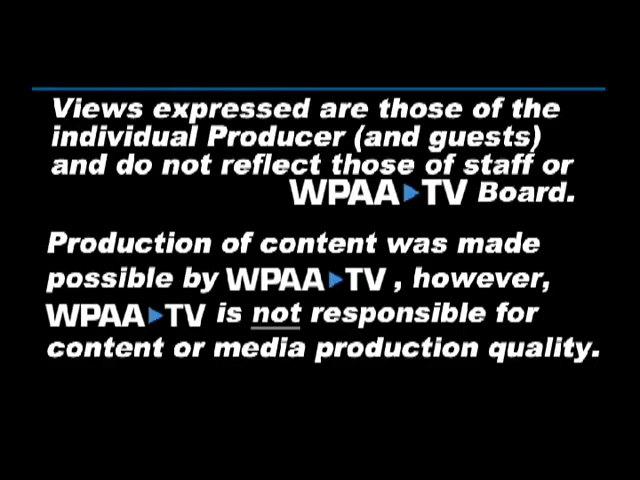 Views expressed are those of the
individual Producer (and guests)
and do not reflect those of staff or
WPAA TV Board.
Production of content was made
possible by WPAA TV , however,
WPAA TV is not responsible for
content or media production quality.